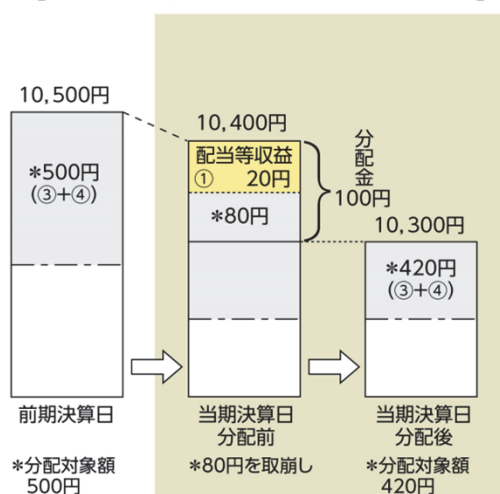 10,500円
*500円
(③+④)
前期決算日
*分配対象額
500円
10,400円
配当等収益
① 20円
*80円
分配金
100円
当期決算日
分配前
*80円を取崩し
10,300円
*420円
(③+④)
当期決算日
分配後
*分配対象額
420円